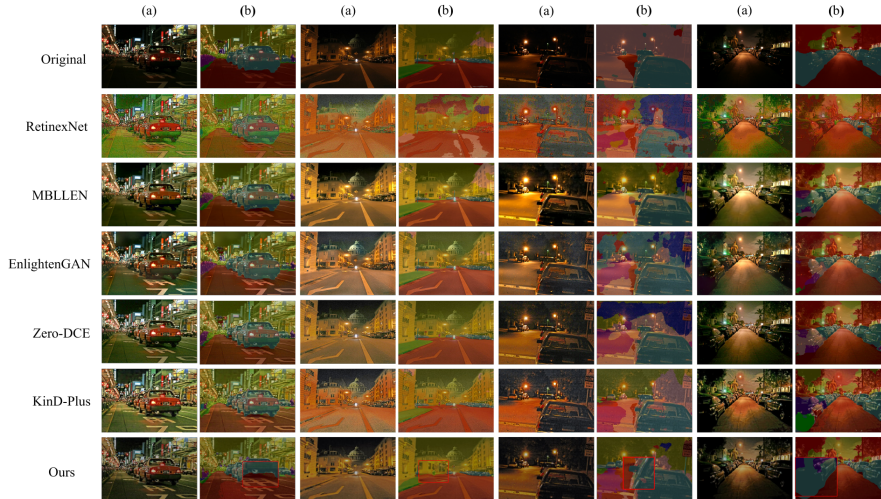 (a) (b) (a) (b) (a) (b) (a) (b)
Original
RetinexNet
MBLLEN
EnlightenGAN
Zero-DCE
KinD-Plus
Ours